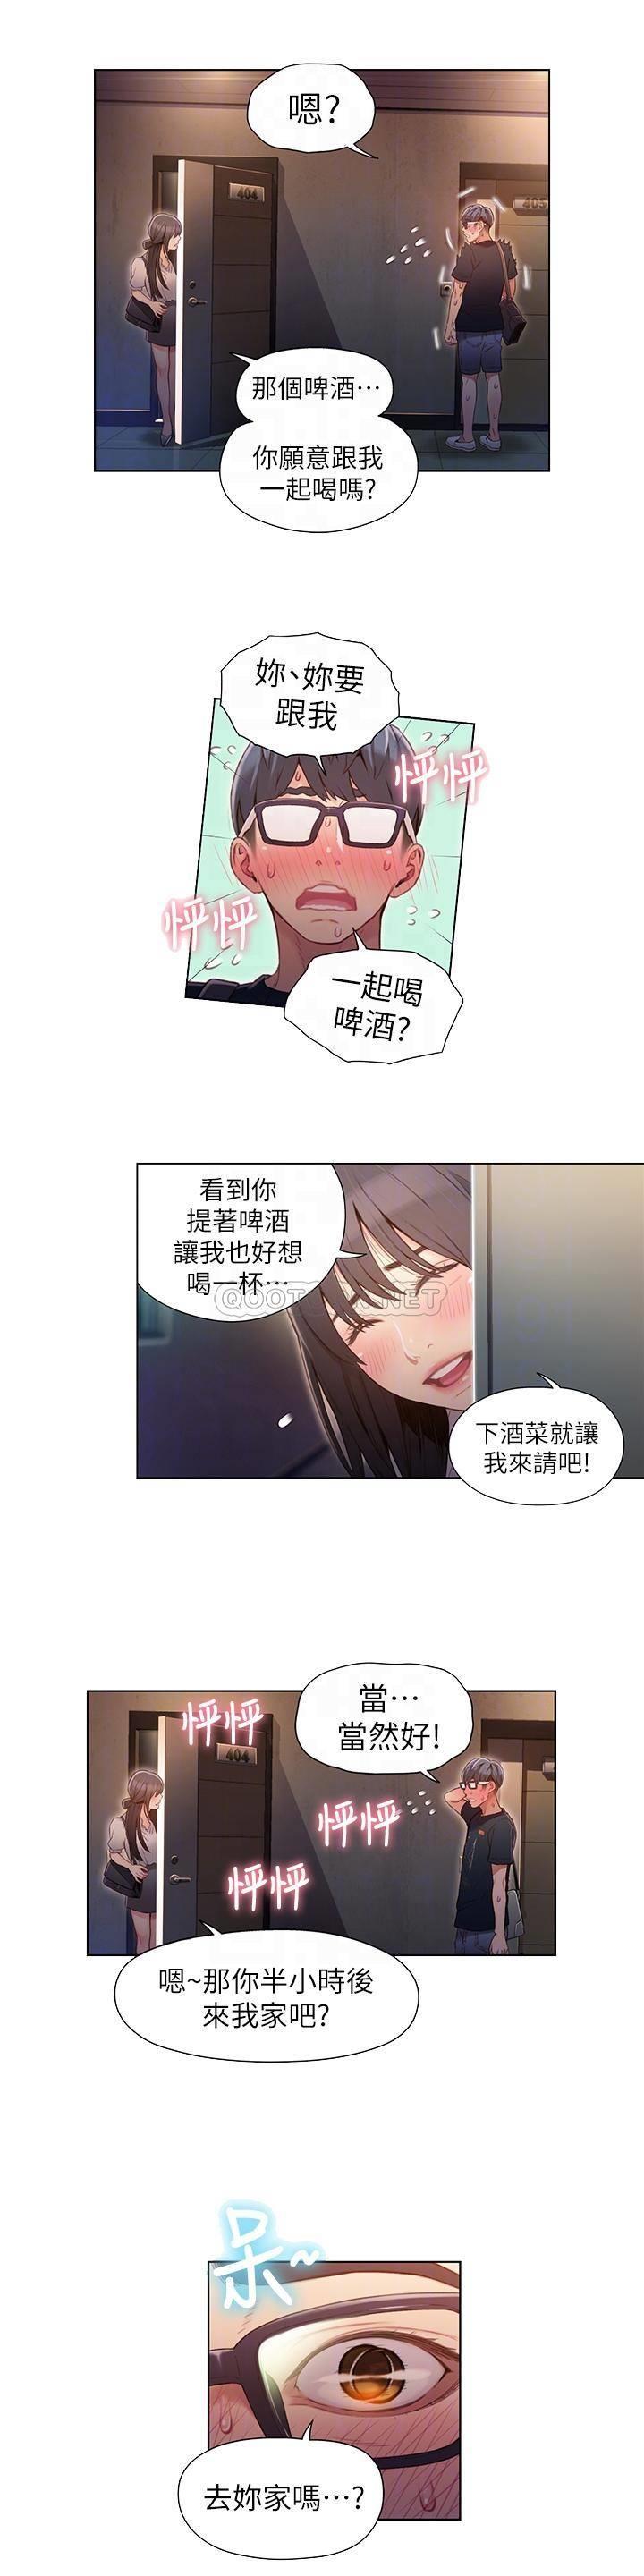 嗯?
404
405
那個啤酒…
你願意跟我
一起喝嗎?
妳、妳要
跟我
怦怦
怦怦
一起喝
啤酒?
看到你
提著啤酒
讓我也好想
喝一杯…
QOOTOON.NET
下酒菜就讓
我來請吧!
怦怦
當…
當然好!
404
怦怦
怦怦
嗯~那你半小時後
來我家吧?
呆~
去妳家嗎…?